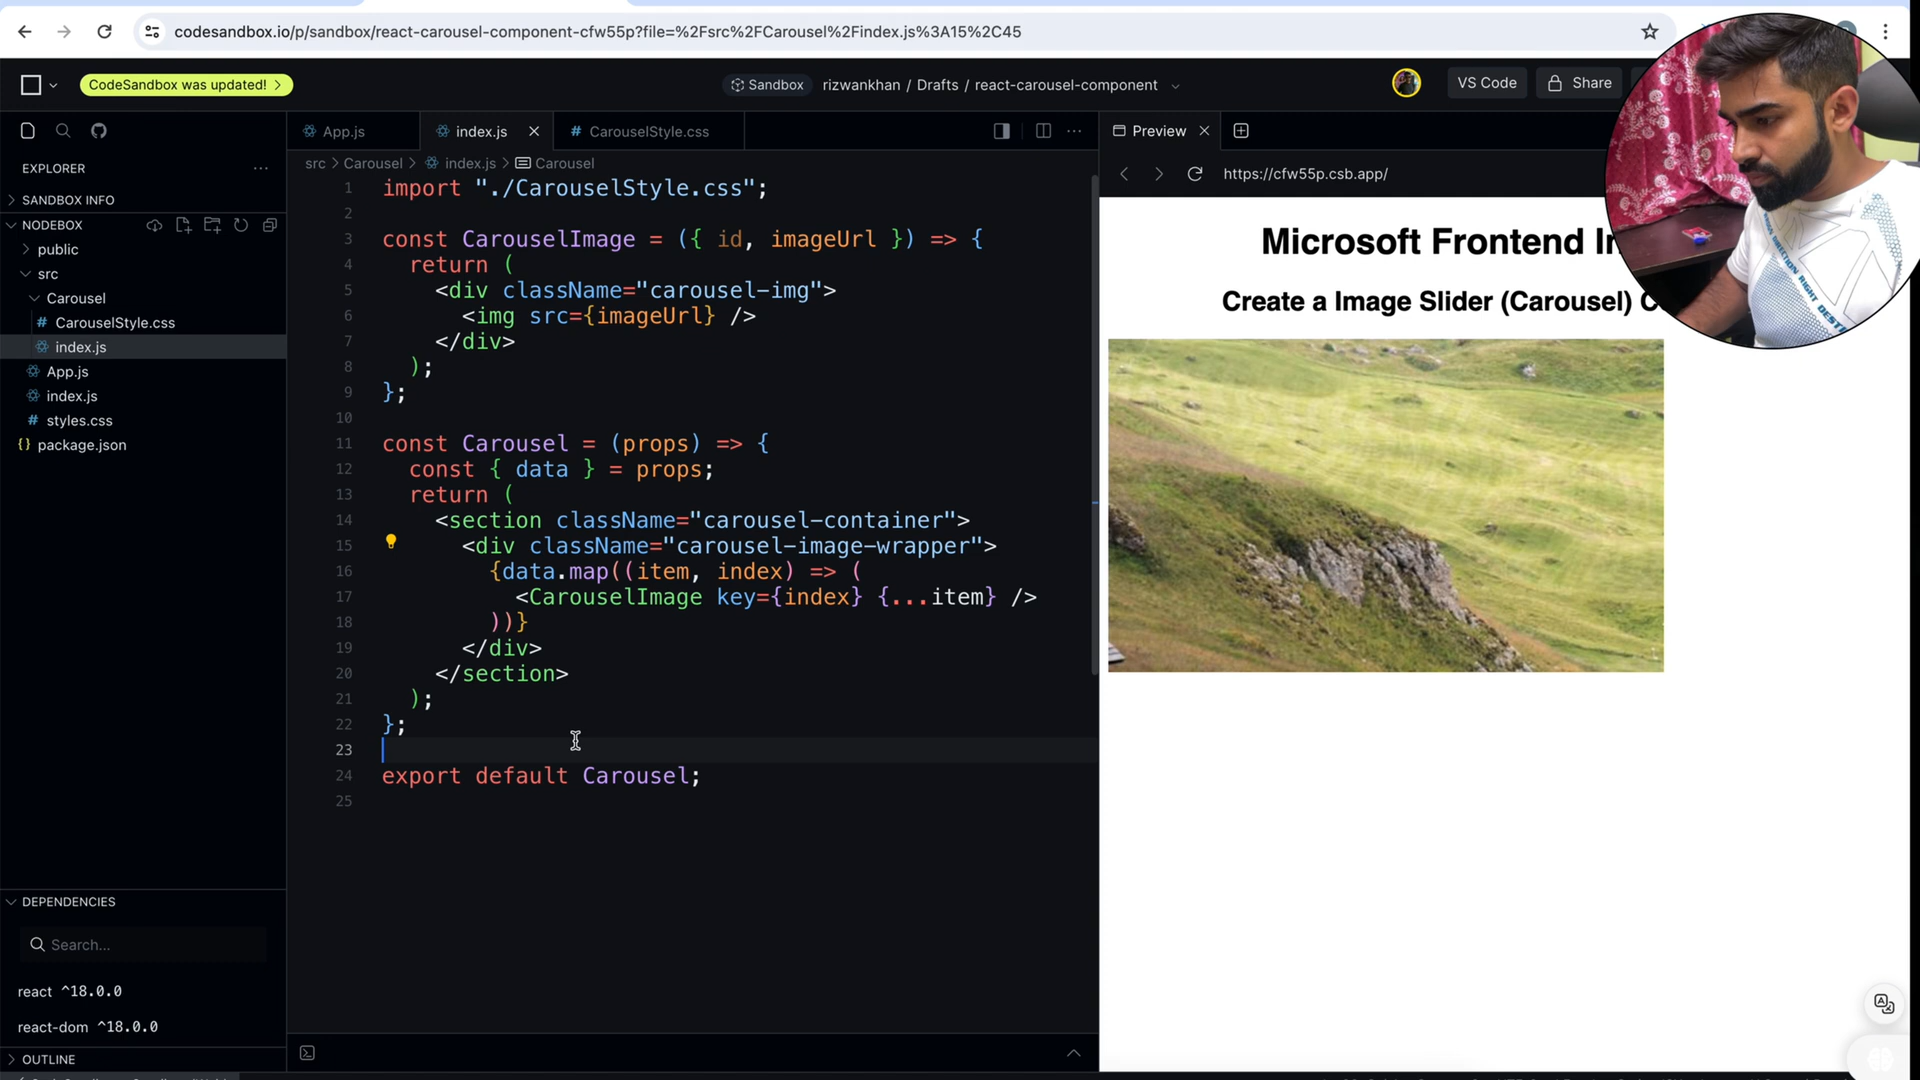 codesandbox.io/p/sandbox/react-carousel-component-cfw55p?file=%2Fsrc%2FCarousel%2Findex.js%3A15%2C45
CodeSandbox was updated!
Sandbox
rizwankhan / Drafts / react-carousel-component
VS Code
Share
EXPLORER
SANDBOX INFO
NODEBOX
public
src
Carousel
# CarouselStyle.css
index.js
App.js
index.js
# styles.css
{} package.json
DEPENDENCIES
Search...
react ^18.0.0
react-dom ^18.0.0
OUTLINE
App.js
index.js
# CarouselStyle.css
src > Carousel > index.js > Carousel
1 import "./CarouselStyle.css";
2
3 const CarouselImage = ({ id, imageUrl }) => {
4 return (
5 <div className="carousel-img">
6 <img src={imageUrl} />
7 </div>
8 );
9 };
10
11 const Carousel = (props) => {
12 const { data } = props;
13 return (
14 <section className="carousel-container">
15 <div className="carousel-image-wrapper">
16 {data.map((item, index) => (
17 <CarouselImage key={index} {...item} />
18 ))}
19 </div>
20 </section>
21 );
22 };
23
24 export default Carousel;
25
Preview
https://cfw55p.csb.app/
Microsoft Frontend
Create a Image Slider (Carousel)